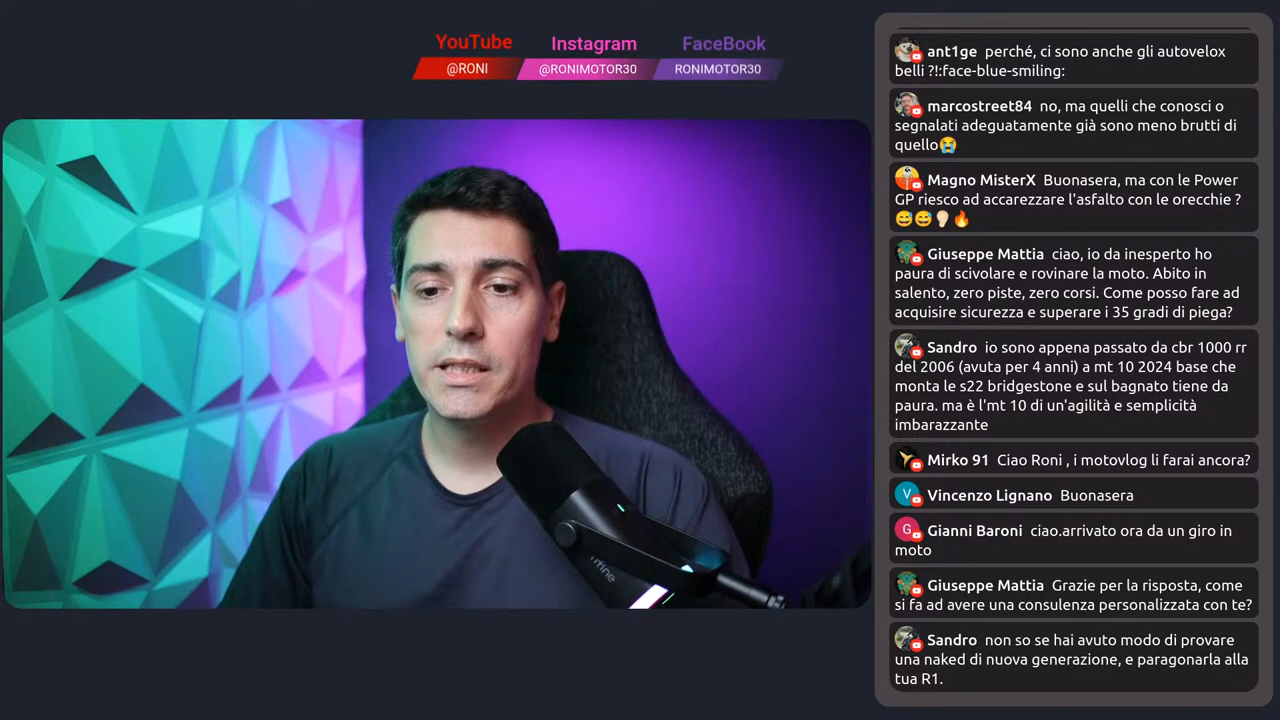 YouTube
Instagram
FaceBook
@RONI
@RONIMOTOR30
RONIMOTOR30
fifine
ant1ge perché, ci sono anche gli autovelox
belli ?!:face-blue-smiling:
marcostreet84 no, ma quelli che conosci o
segnalati adeguatamente già sono meno brutti di
quello😭
Magno MisterX Buonasera, ma con le Power
GP riesco ad accarezzare l'asfalto con le orecchie ?
😅😅👂🏻🔥
Giuseppe Mattia ciao, io da inesperto ho
paura di scivolare e rovinare la moto. Abito in
salento, zero piste, zero corsi. Come posso fare ad
acquisire sicurezza e superare i 35 gradi di piega?
Sandro io sono appena passato da cbr 1000 rr
del 2006 (avuta per 4 anni) a mt 10 2024 base che
monta le s22 bridgestone e sul bagnato tiene da
paura. ma è l'mt 10 di un'agilità e semplicità
imbarazzante
Mirko 91 Ciao Roni , i motovlog li farai ancora?
V Vincenzo Lignano Buonasera
G Gianni Baroni ciao.arrivato ora da un giro in
moto
Giuseppe Mattia Grazie per la risposta, come
si fa ad avere una consulenza personalizzata con te?
Sandro non so se hai avuto modo di provare
una naked di nuova generazione, e paragonarla alla
tua R1.